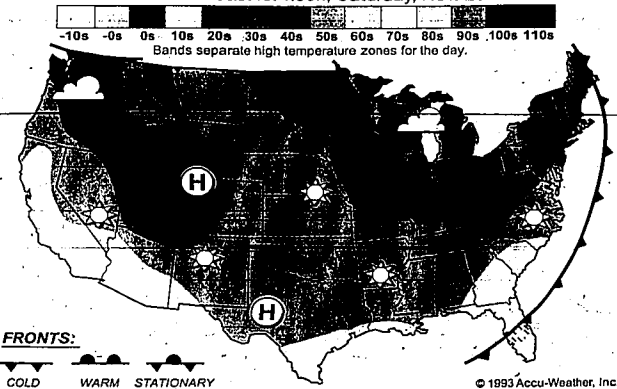 -10s -0s 0s 10s 20s 30s 40s 50s 60s 70s 80s 90s 100s 110s
Bands separate high temperature zones for the day.
H
H
FRONTS:
COLD WARM STATIONARY
© 1993 Accu-Weather, Inc